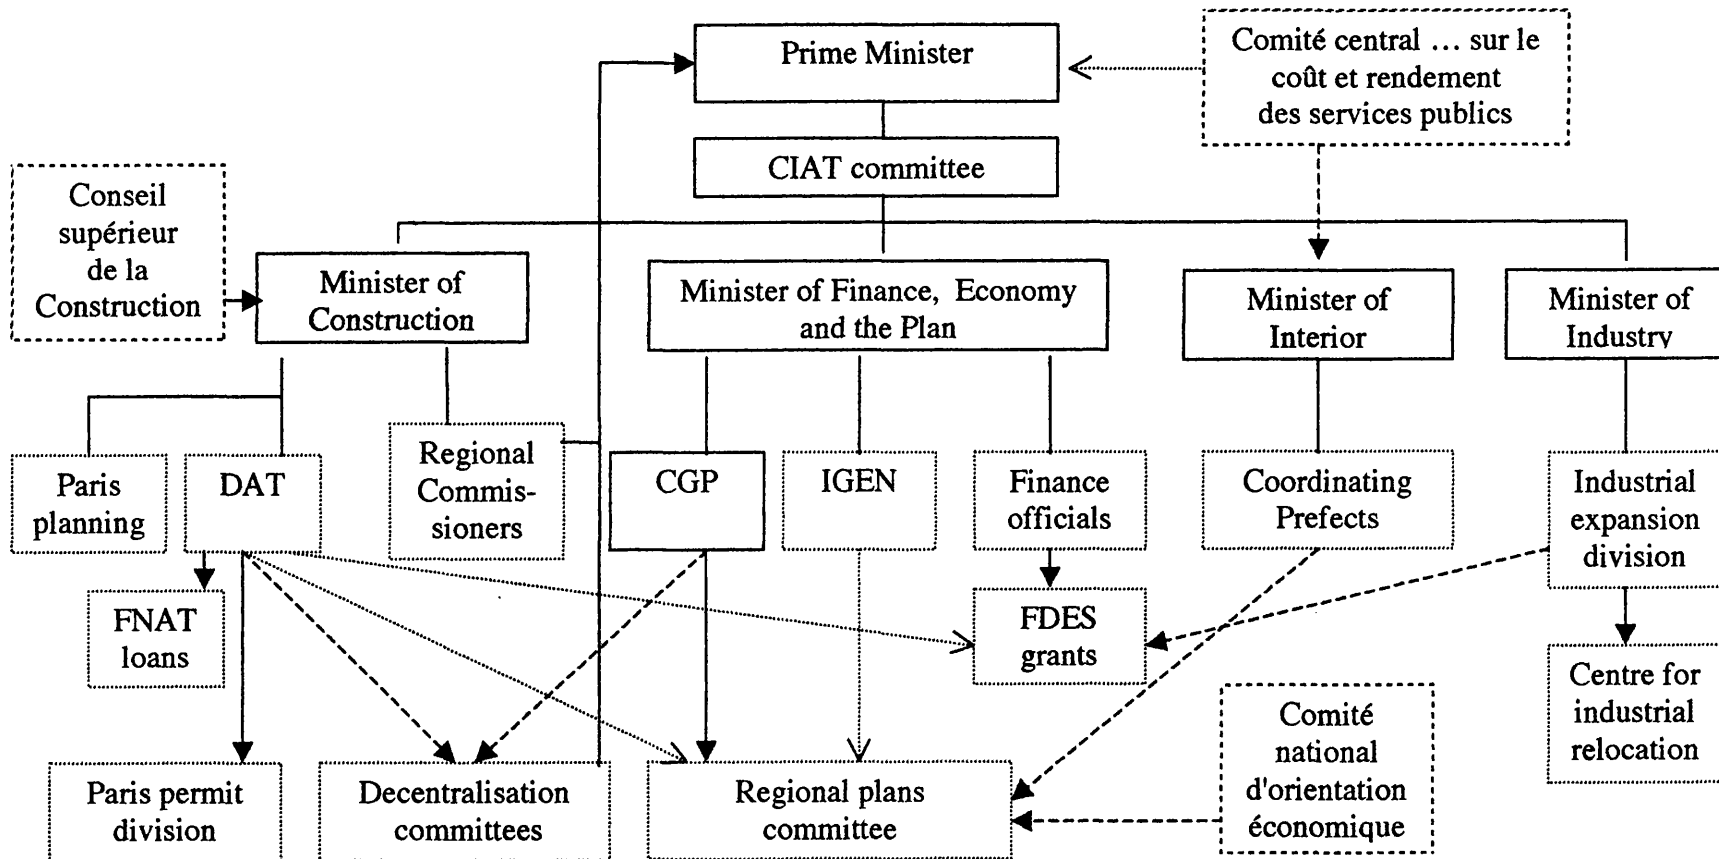 Prime Minister
Comité central … sur le
coût et rendement
des services publics
CIAT committee
Conseil
supérieur
de la
Construction
Minister of
Construction
Minister of Finance, Economy
and the Plan
Minister of
Interior
Minister of
Industry
Paris
planning
DAT
Regional
Commis-
sioners
CGP
IGEN
Finance
officials
Coordinating
Prefects
Industrial
expansion
division
FNAT
loans
FDES
grants
Centre for
industrial
relocation
Comité
national
d'orientation
économique
Paris permit
division
Decentralisation
committees
Regional plans
committee